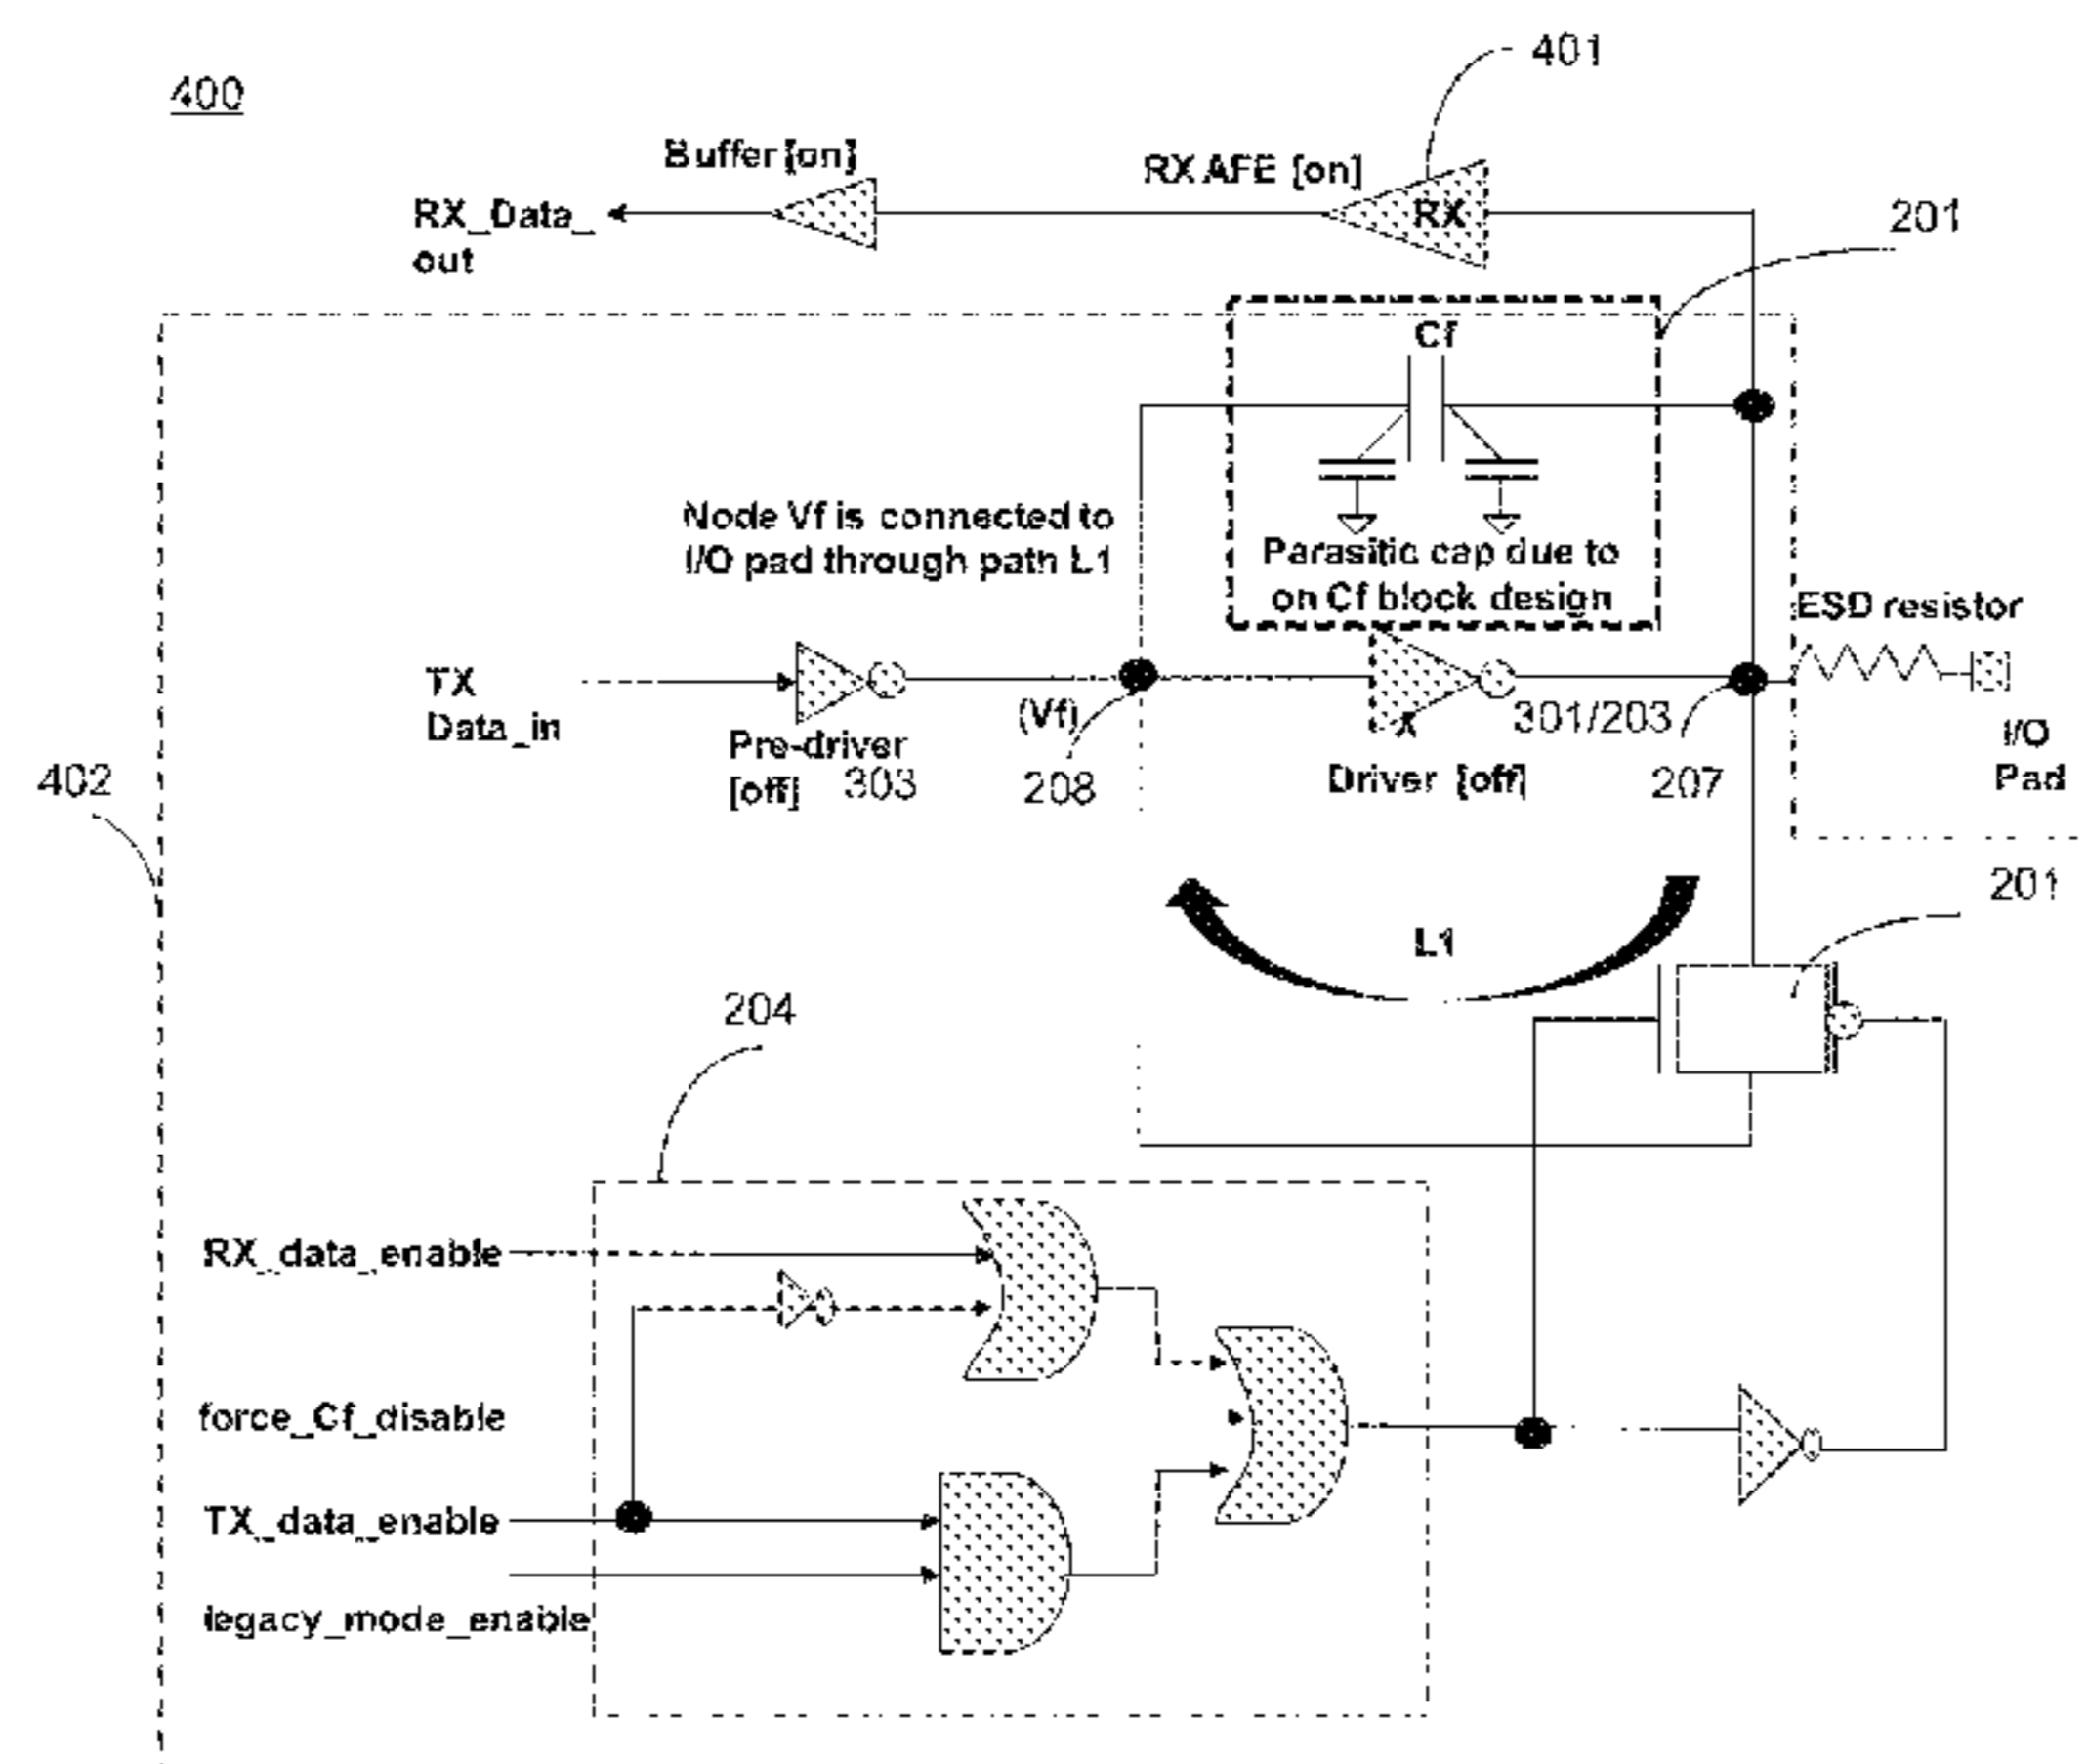 400
401
Buffer [on]
RX AFE [on]
RX
201
RX_Data_
out
Cf
Node Vf is connected to
I/O pad through path L1
Parasitic cap due to
on Cf block design
ESD resistor
TX
Data_in
(Vf)
301/203
Pre-driver
[off]
303
208
Driver [off]
207
I/O
Pad
402
201
L1
204
RX_data_enable
force_Cf_disable
TX_data_enable
legacy_mode_enable